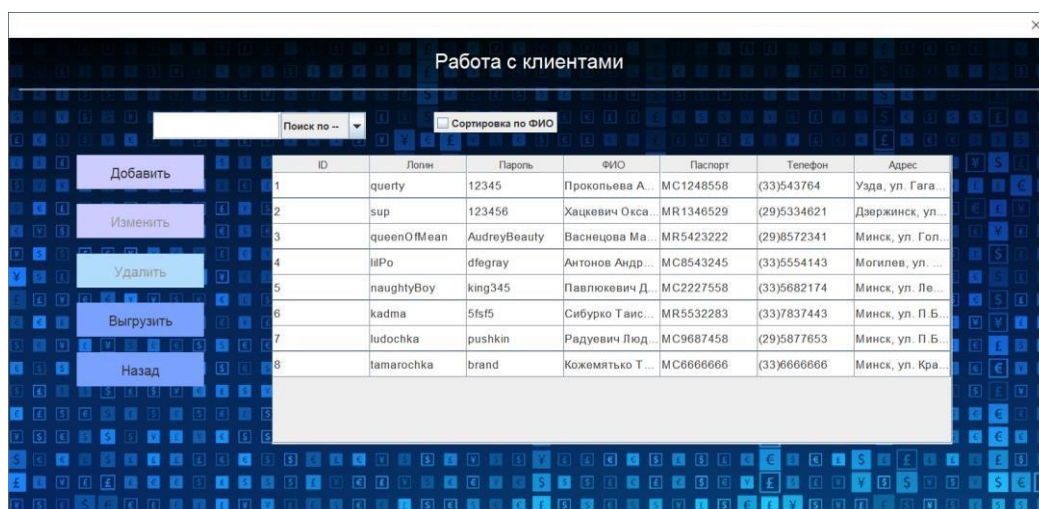 Работа с клиентами
Поиск по --
Сортировка по ФИО
Добавить
Изменить
Удалить
Выгрузить
Назад
ID Логин Пароль ФИО Паспорт Телефон Адрес
1 querty 12345 Прокопьева А... MC1248558 (33)543764 Узда, ул. Гага...
2 sup 123456 Хацкевич Окса... MR1346529 (29)5334621 Дзержинск, ул...
3 queenOfMean AudreyBeauty Васнецова Ма... MR5423222 (29)8572341 Минск, ул. Гол...
4 lilPo dfegray Антонов Андр... MC8543245 (33)5554143 Могилев, ул. ...
5 naughtyBoy king345 Павлюкевич Д... MC2227558 (33)5682174 Минск, ул. Ле...
6 kadma 5fsf5 Сибурко Таис... MR5532283 (33)7837443 Минск, ул. П.Б...
7 ludochka pushkin Радуевич Люд... MC9687458 (29)5877653 Минск, ул. П.Б...
8 tamarochka brand Кожемятько Т... MC6666666 (33)6666666 Минск, ул. Кра...